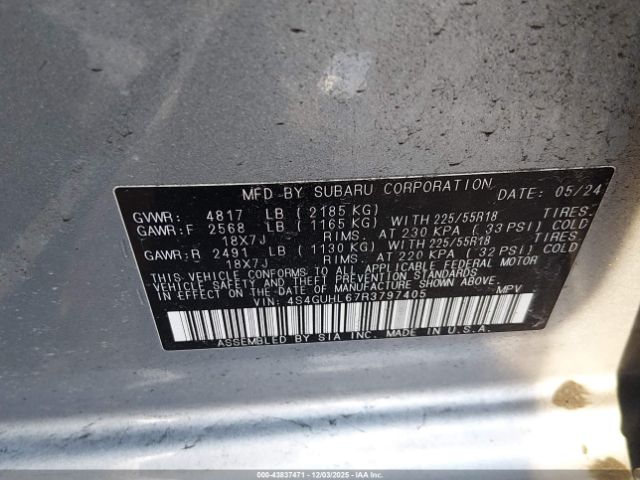 MFD BY SUBARU CORPORATION DATE: 05/24
GVWR: 4817 LB (2185 KG)
GAWR:F 2568 LB (1165 KG) WITH 225/55R18 TIRES.
18X7J RIMS. AT 230 KPA (33 PSI) COLD
GAWR:R 2491 LB (1130 KG) WITH 225/55R18 TIRES.
18X7J RIMS. AT 220 KPA (32 PSI) COLD
THIS VEHICLE CONFORMS TO ALL APPLICABLE FEDERAL MOTOR
VEHICLE SAFETY AND THEFT PREVENTION STANDARDS
IN EFFECT ON THE DATE OF MANUFACTURE SHOWN ABOVE.
VIN: 4S4GUHL67R3797405 MPV
ASSEMBLED BY SIA INC. MADE IN U.S.A.
000-43837471 - 12/03/2025 - IAAI.COM